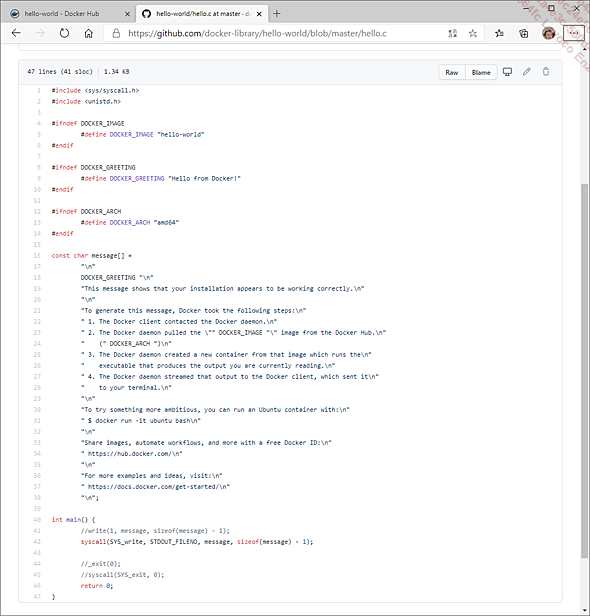 hello-world - Docker Hub
hello-world/hello.c at master · d
https://github.com/docker-library/hello-world/blob/master/hello.c
47 lines (41 sloc) 1.34 KB
Raw Blame
1 #include <sys/syscall.h>
2 #include <unistd.h>
3
4 #ifndef DOCKER_IMAGE
5 #define DOCKER_IMAGE "hello-world"
6 #endif
7
8 #ifndef DOCKER_GREETING
9 #define DOCKER_GREETING "Hello from Docker!"
10 #endif
11
12 #ifndef DOCKER_ARCH
13 #define DOCKER_ARCH "amd64"
14 #endif
15
16 const char message[] =
17 "\n"
18 DOCKER_GREETING "\n"
19 "This message shows that your installation appears to be working correctly.\n"
20 "\n"
21 "To generate this message, Docker took the following steps:\n"
22 " 1. The Docker client contacted the Docker daemon.\n"
23 " 2. The Docker daemon pulled the \"" DOCKER_IMAGE "\" image from the Docker Hub.\n"
24 " (" DOCKER_ARCH ")\n"
25 " 3. The Docker daemon created a new container from that image which runs the\n"
26 " executable that produces the output you are currently reading.\n"
27 " 4. The Docker daemon streamed that output to the Docker client, which sent it\n"
28 " to your terminal.\n"
29 "\n"
30 "To try something more ambitious, you can run an Ubuntu container with:\n"
31 " $ docker run -it ubuntu bash\n"
32 "\n"
33 "Share images, automate workflows, and more with a free Docker ID:\n"
34 " https://hub.docker.com/\n"
35 "\n"
36 "For more examples and ideas, visit:\n"
37 " https://docs.docker.com/get-started/\n"
38 "\n";
39
40 int main() {
41 //write(1, message, sizeof(message) - 1);
42 syscall(SYS_write, STDOUT_FILENO, message, sizeof(message) - 1);
43
44 //_exit(0);
45 //syscall(SYS_exit, 0);
46 return 0;
47 }